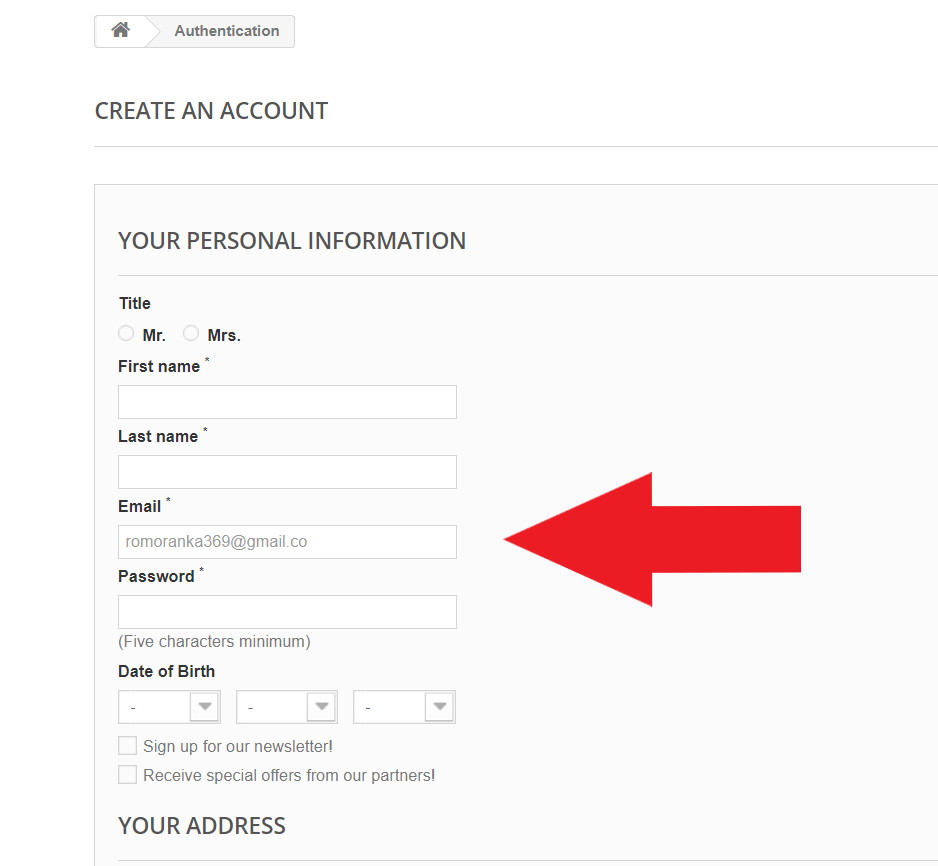 Authentication
CREATE AN ACCOUNT
YOUR PERSONAL INFORMATION
Title
Mr. Mrs.
First name *
Last name *
Email *
romoranka369@gmail.co
Password *
(Five characters minimum)
Date of Birth
- - -
Sign up for our newsletter!
Receive special offers from our partners!
YOUR ADDRESS